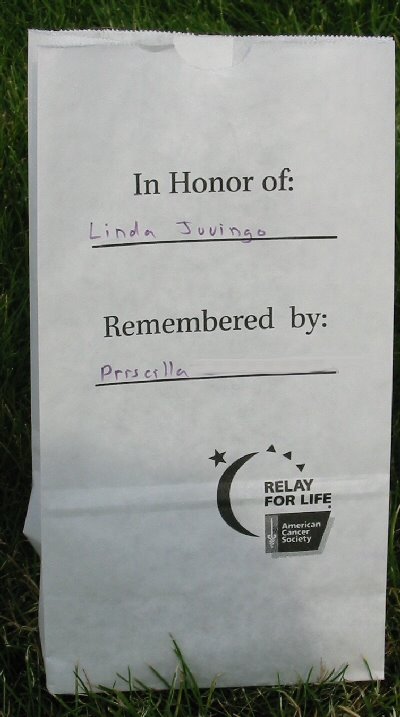 In Honor of:
Linda Juvingo
Remembered by:
Prrscilla
RELAY
FOR LIFE
American
Cancer
Society